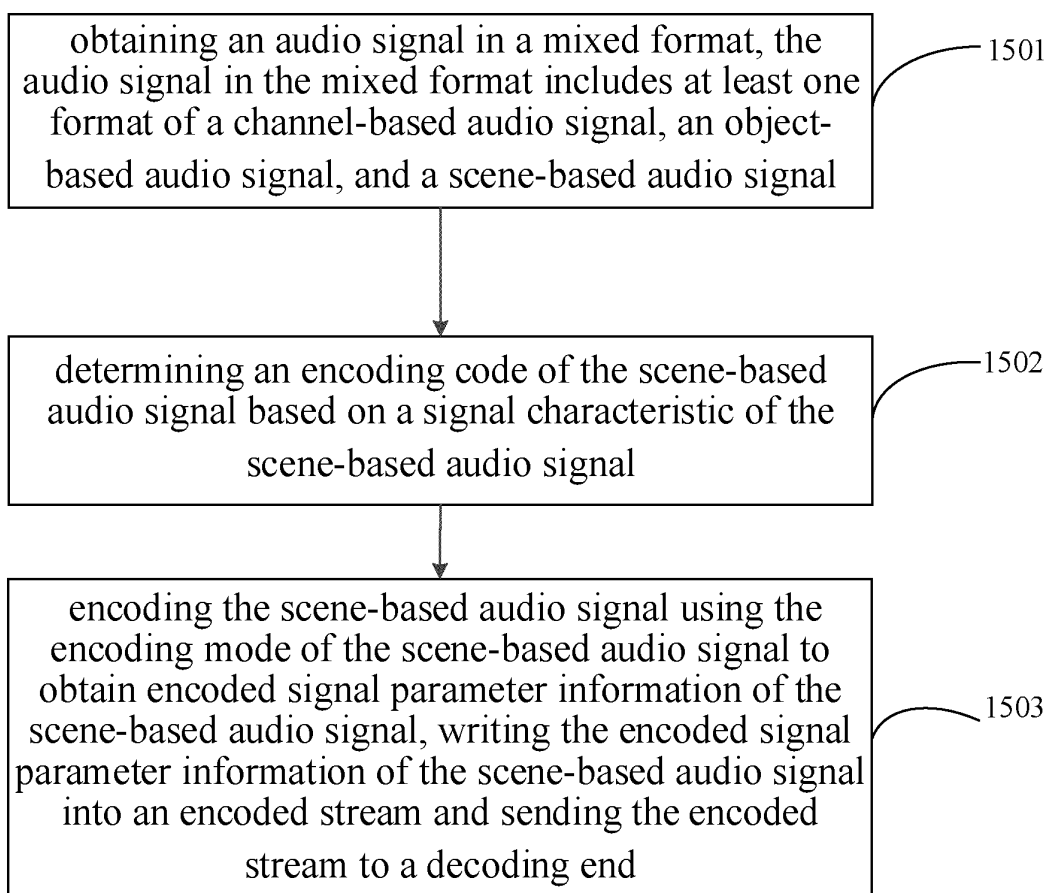 obtaining an audio signal in a mixed format, the
audio signal in the mixed format includes at least one
format of a channel-based audio signal, an object-
based audio signal, and a scene-based audio signal
1501
determining an encoding code of the scene-based
audio signal based on a signal characteristic of the
scene-based audio signal
1502
encoding the scene-based audio signal using the
encoding mode of the scene-based audio signal to
obtain encoded signal parameter information of the
scene-based audio signal, writing the encoded signal
parameter information of the scene-based audio signal
into an encoded stream and sending the encoded
stream to a decoding end
1503